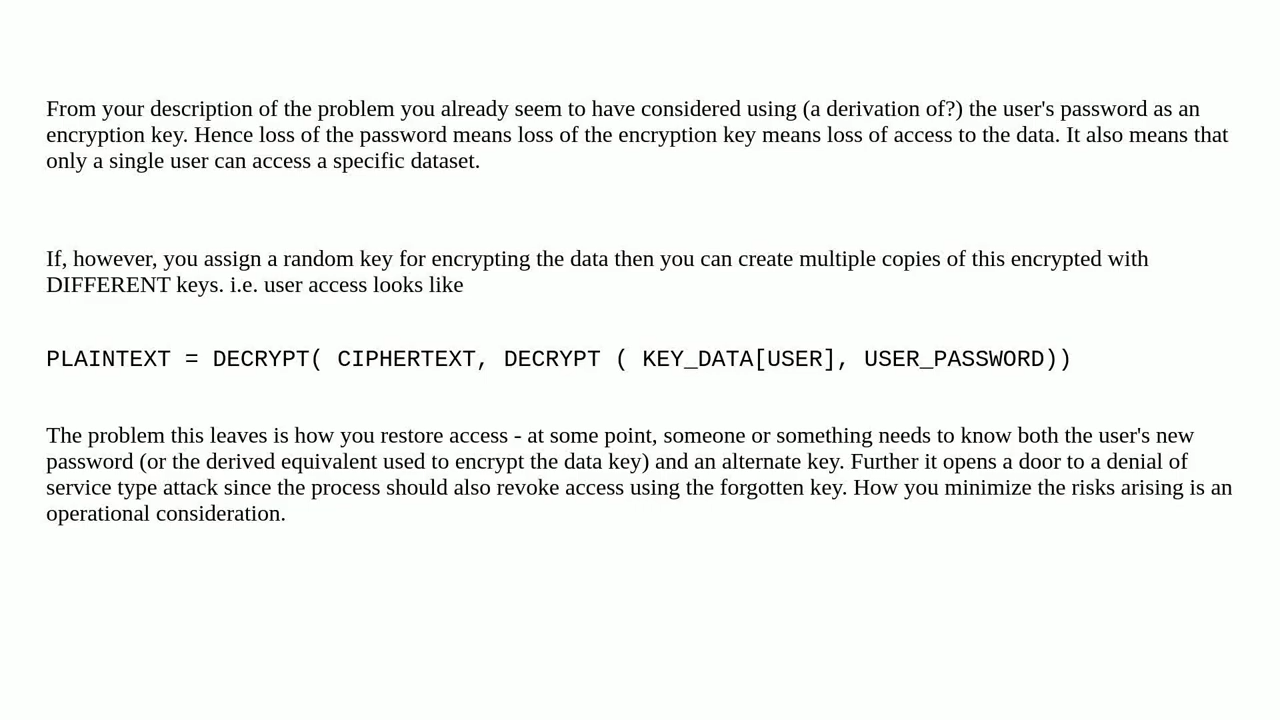 From your description of the problem you already seem to have considered using (a derivation of?) the user's password as an
encryption key. Hence loss of the password means loss of the encryption key means loss of access to the data. It also means that
only a single user can access a specific dataset.
If, however, you assign a random key for encrypting the data then you can create multiple copies of this encrypted with
DIFFERENT keys. i.e. user access looks like
PLAINTEXT = DECRYPT( CIPHERTEXT, DECRYPT ( KEY_DATA[USER], USER_PASSWORD))
The problem this leaves is how you restore access - at some point, someone or something needs to know both the user's new
password (or the derived equivalent used to encrypt the data key) and an alternate key. Further it opens a door to a denial of
service type attack since the process should also revoke access using the forgotten key. How you minimize the risks arising is an
operational consideration.